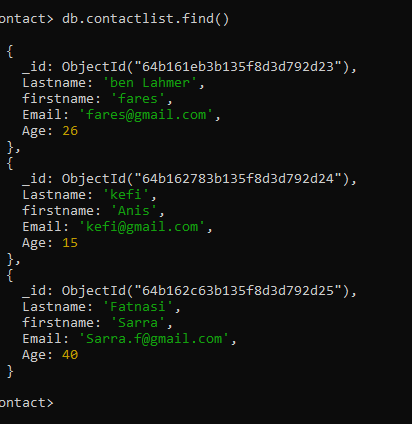 ontact> db.contactlist.find()
{
_id: ObjectId("64b161eb3b135f8d3d792d23"),
Lastname: 'ben Lahmer',
firstname: 'fares',
Email: 'fares@gmail.com',
Age: 26
},
{
_id: ObjectId("64b162783b135f8d3d792d24"),
Lastname: 'kefi',
firstname: 'Anis',
Email: 'kefi@gmail.com',
Age: 15
},
{
_id: ObjectId("64b162c63b135f8d3d792d25"),
Lastname: 'Fatnasi',
firstname: 'Sarra',
Email: 'Sarra.f@gmail.com',
Age: 40
}
ontact>